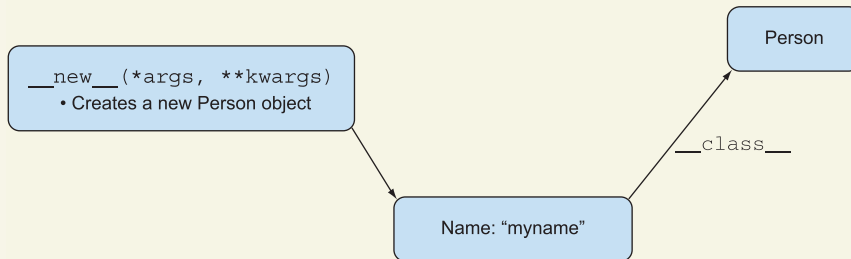 Person
__new__(*args, **kwargs)
• Creates a new Person object
__class__
Name: “myname”